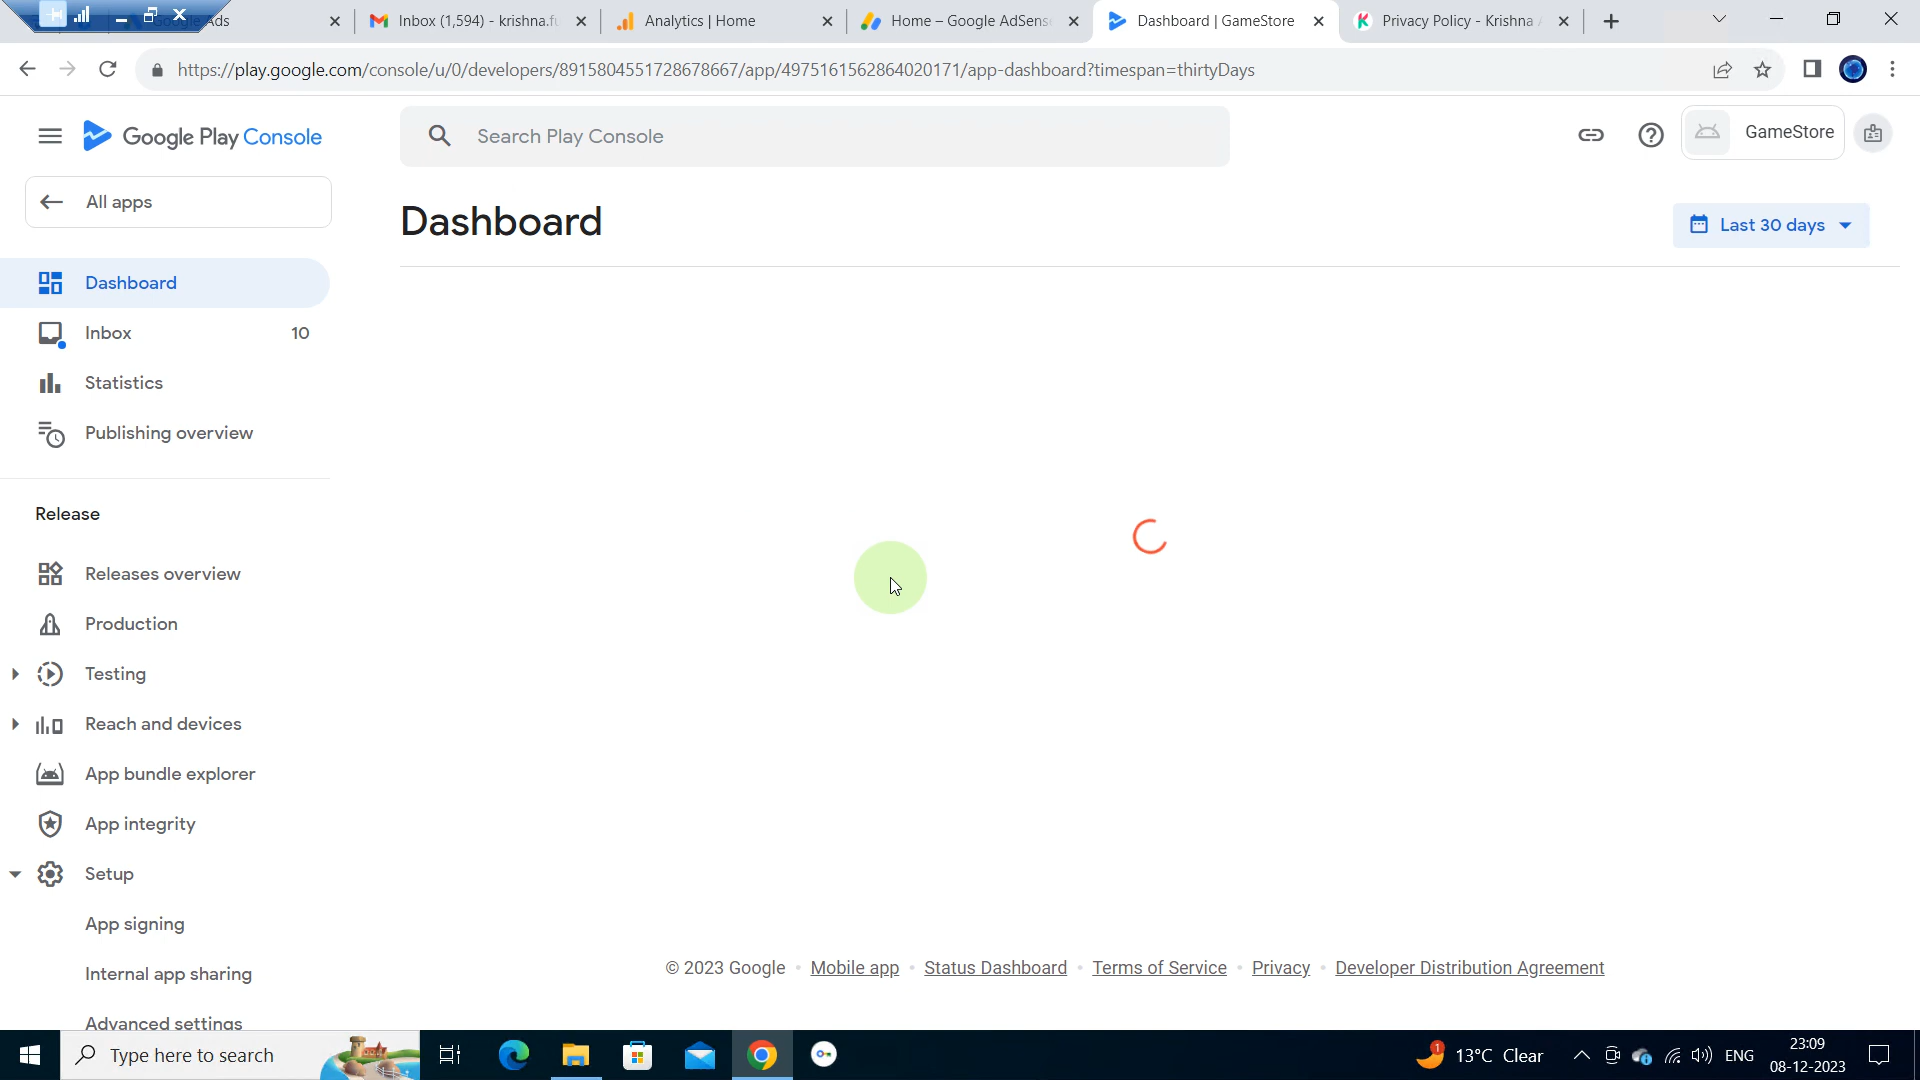 Ads
Inbox (1,594) - krishna.fu
Analytics | Home
Home – Google AdSens
Dashboard | GameStore
Privacy Policy - Krishna A
https://play.google.com/console/u/0/developers/8915804551728678667/app/4975161562864020171/app-dashboard?timespan=thirtyDays
Google Play Console
Search Play Console
GameStore
All apps
Dashboard
Last 30 days
Dashboard
Inbox 10
Statistics
Publishing overview
Release
Releases overview
Production
Testing
Reach and devices
App bundle explorer
App integrity
Setup
App signing
Internal app sharing
Advanced settings
© 2023 Google • Mobile app • Status Dashboard • Terms of Service • Privacy • Developer Distribution Agreement
Type here to search
1
13°C Clear
ENG
23:09
08-12-2023